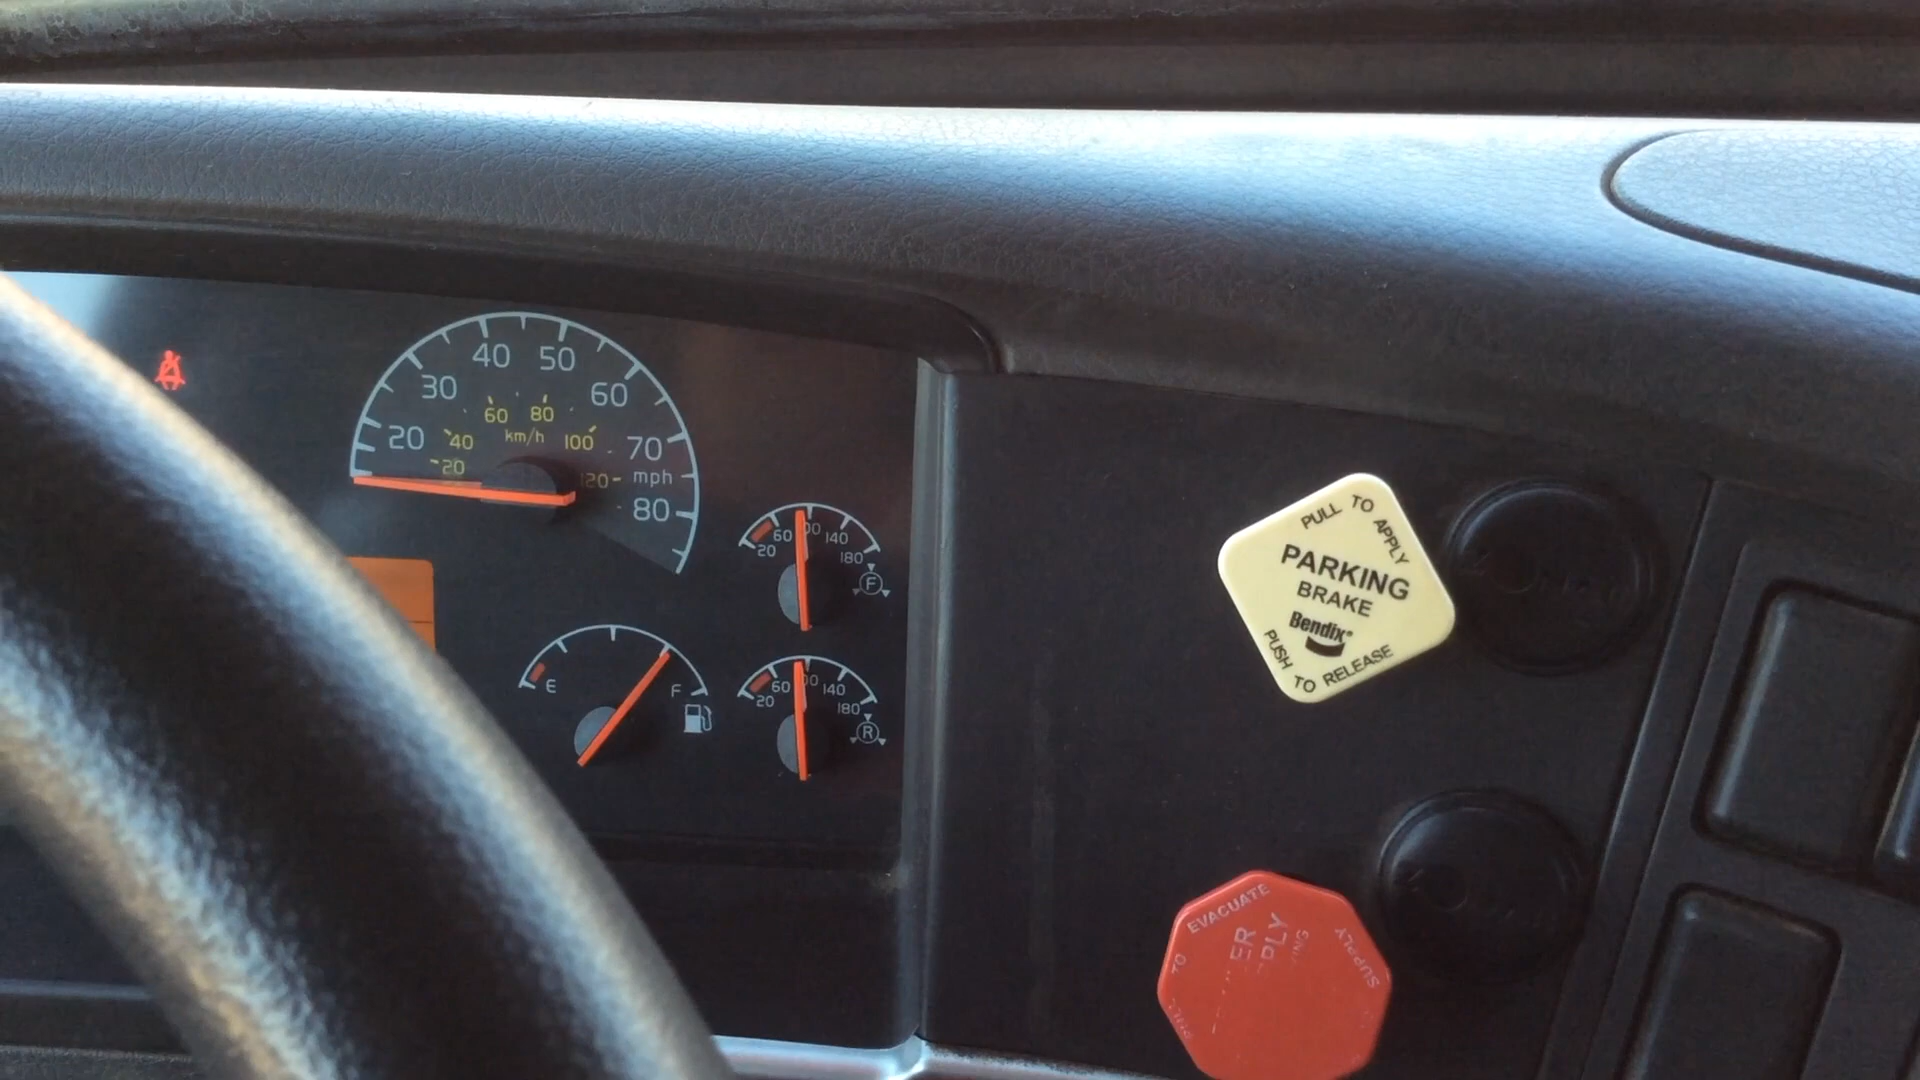 40 50
30 60
20 70
60 80
40 km/h 100
20 120 mph
80
60 140
20 180
F
E F
60 140
20 180
R
PULL TO APPLY
PARKING
BRAKE
Bendix®
PUSH TO RELEASE
EVACUATE
TO
SUPPLY